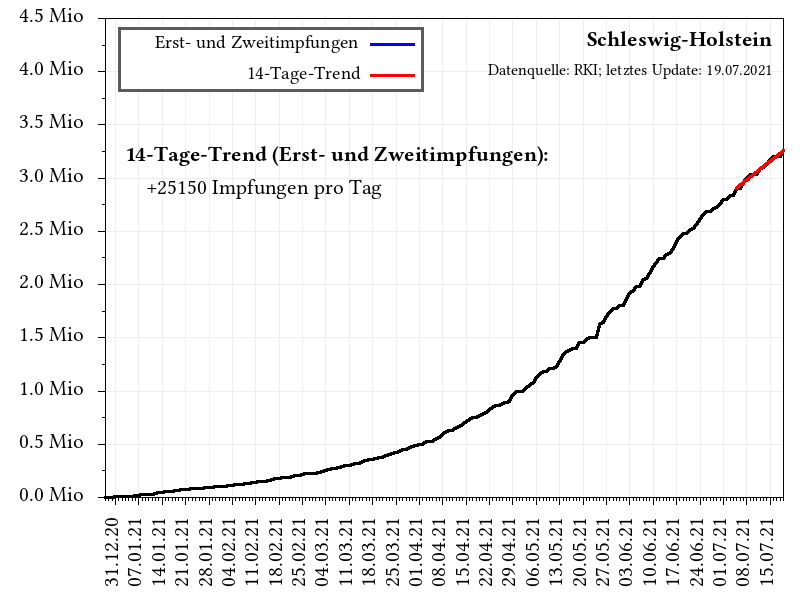 4.5 Mio
4.0 Mio
3.5 Mio
3.0 Mio
2.5 Mio
2.0 Mio
1.5 Mio
1.0 Mio
0.5 Mio
0.0 Mio
Erst- und Zweitimpfungen
14-Tage-Trend
Schleswig-Holstein
Datenquelle: RKI; letztes Update: 19.07.2021
14-Tage-Trend (Erst- und Zweitimpfungen):
+25150 Impfungen pro Tag
31.12.20
07.01.21
14.01.21
21.01.21
28.01.21
04.02.21
11.02.21
18.02.21
25.02.21
04.03.21
11.03.21
18.03.21
25.03.21
01.04.21
08.04.21
15.04.21
22.04.21
29.04.21
06.05.21
13.05.21
20.05.21
27.05.21
03.06.21
10.06.21
17.06.21
24.06.21
01.07.21
08.07.21
15.07.21